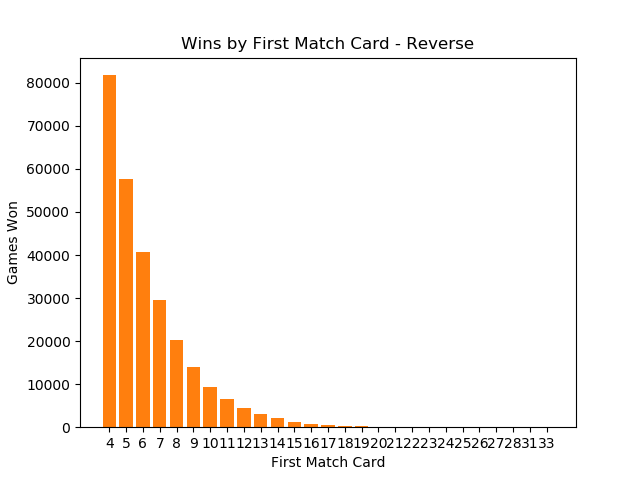 Wins by First Match Card - Reverse
Games Won
80000
70000
60000
50000
40000
30000
20000
10000
0
4 5 6 7 8 9 10 11 12 13 14 15 16 17 18 19 20 21 22 23 24 25 26 27 28 31 33
First Match Card